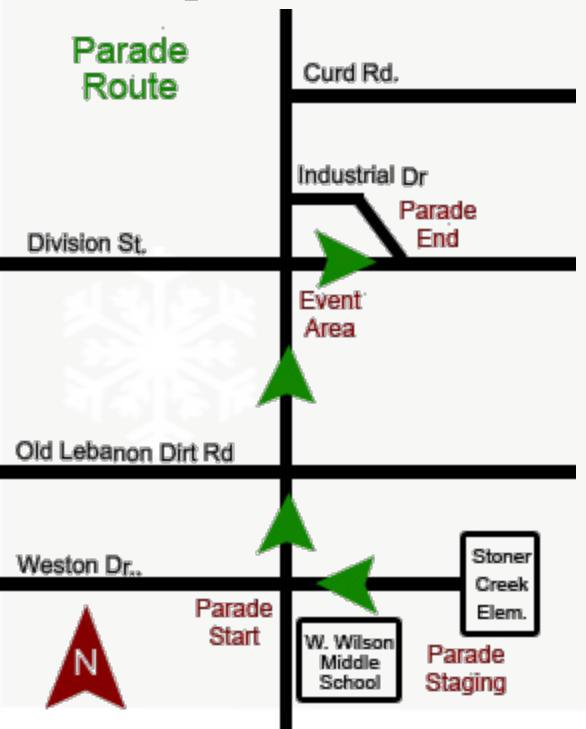 Parade
Route
Curd Rd.
Industrial Dr
Parade
End
Division St.
Event
Area
Old Lebanon Dirt Rd
Weston Dr..
Stoner
Creek
Elem.
Parade
Start
W. Wilson
Middle
School
Parade
Staging
N